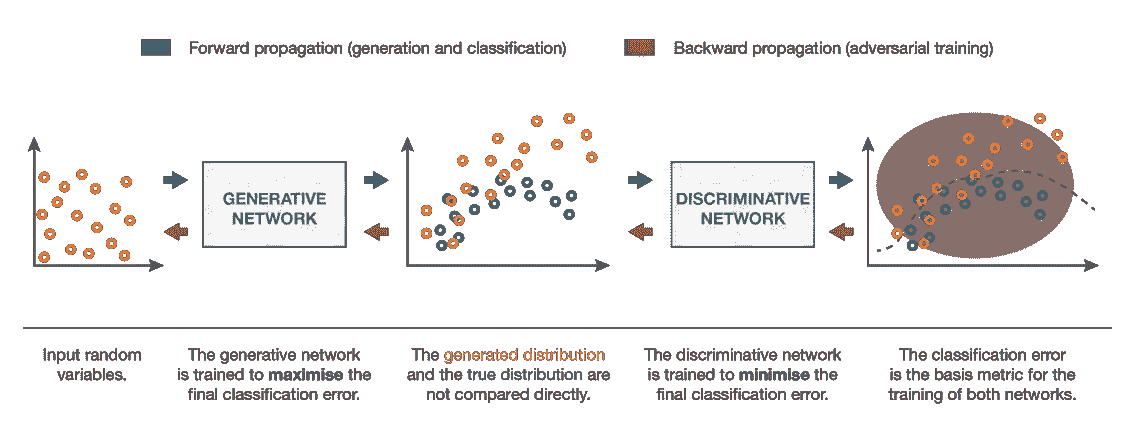 Forward propagation (generation and classification)
Backward propagation (adversarial training)
GENERATIVE
NETWORK
DISCRIMINATIVE
NETWORK
Input random
variables.
The generative network
is trained to maximise the
final classification error.
The generated distribution
and the true distribution are
not compared directly.
The discriminative network
is trained to minimise the
final classification error.
The classification error
is the basis metric for the
training of both networks.